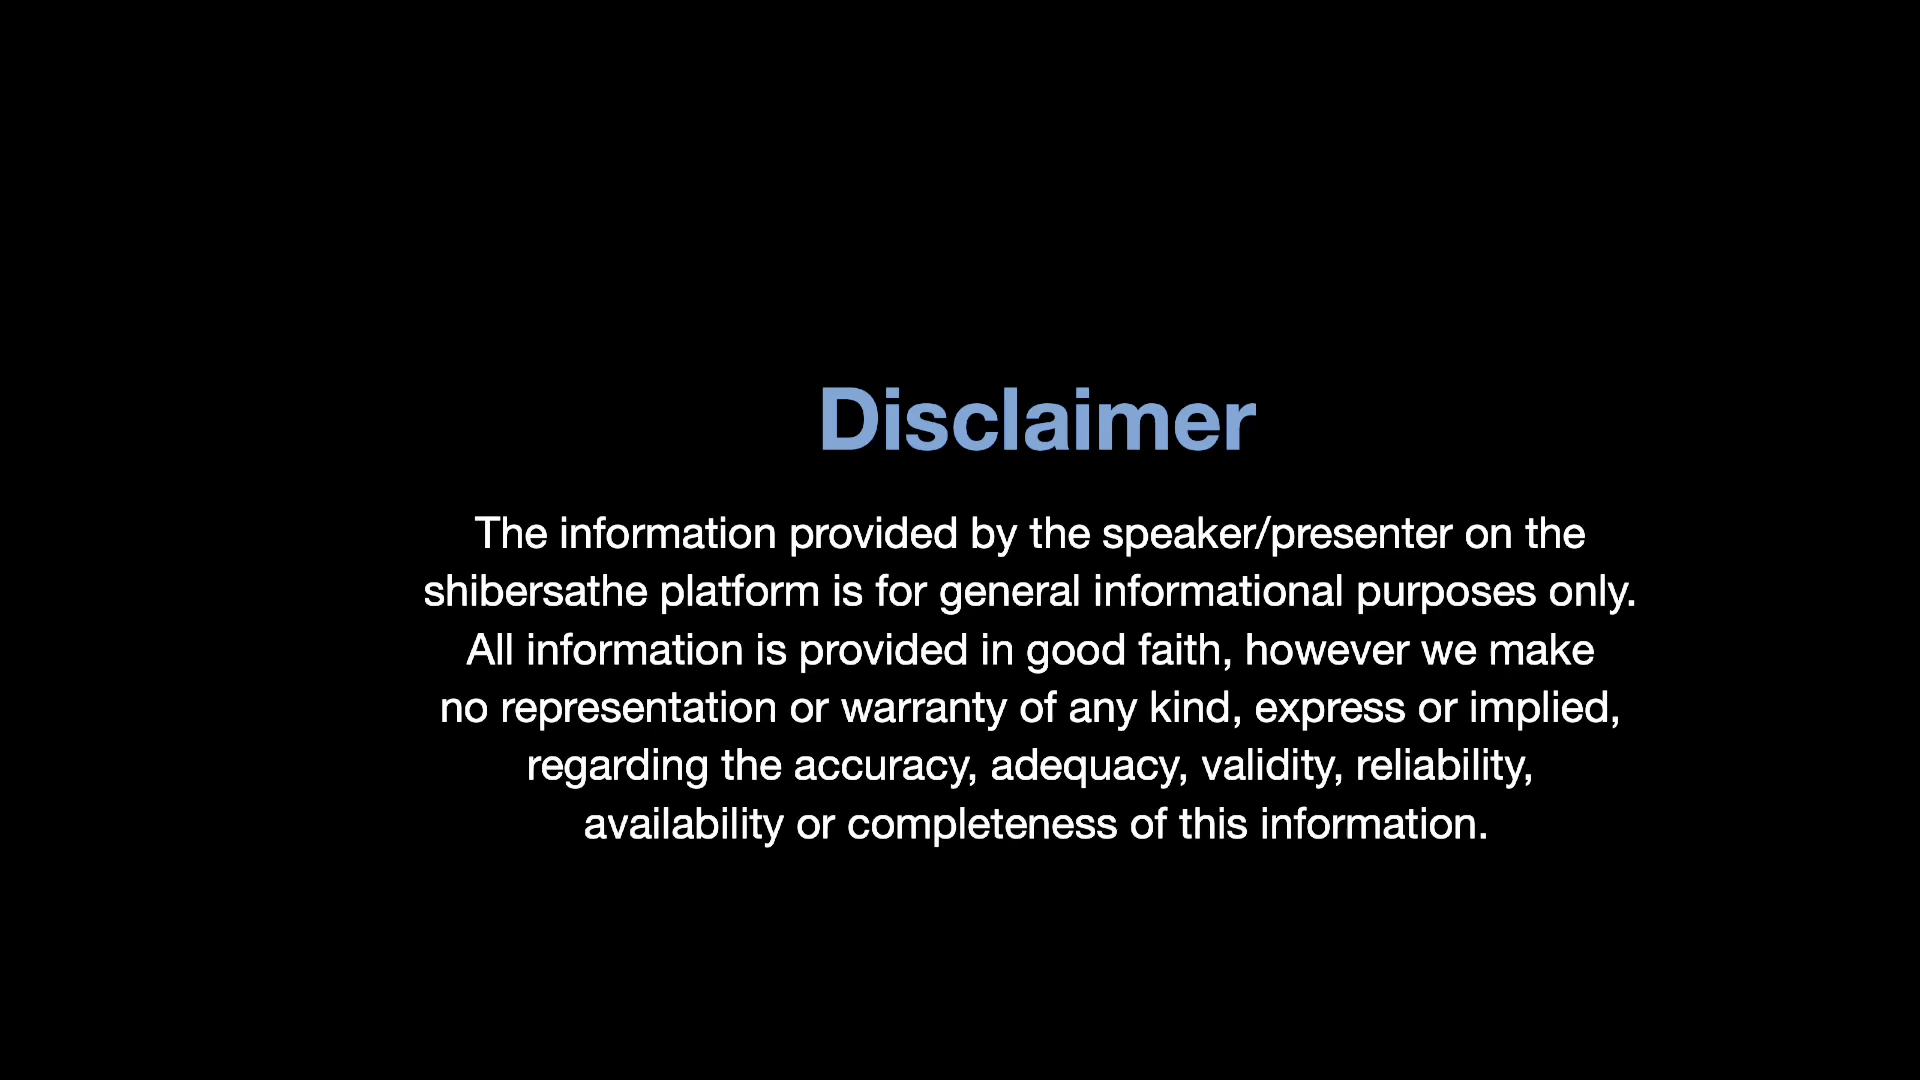 Disclaimer
The information provided by the speaker/presenter on the
shibersathe platform is for general informational purposes only.
All information is provided in good faith, however we make
no representation or warranty of any kind, express or implied,
regarding the accuracy, adequacy, validity, reliability,
availability or completeness of this information.